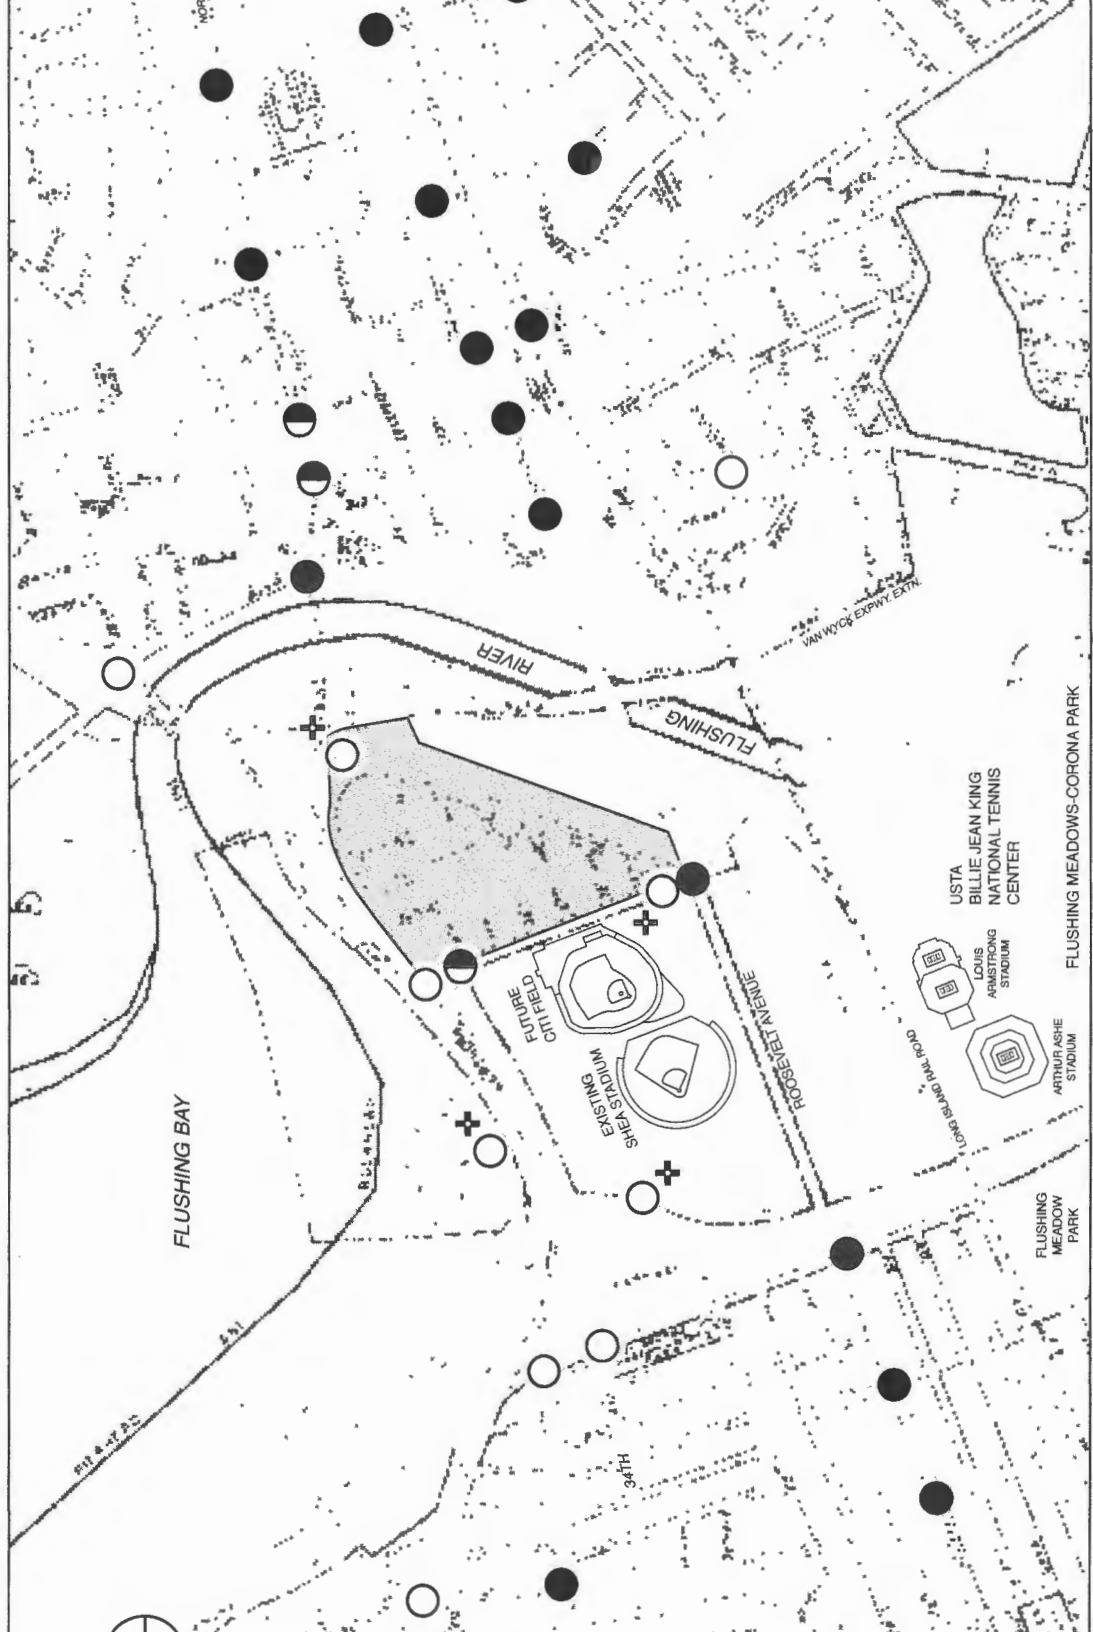 RIVER
FLUSHING
VAN WYCK EXPWY. EXTN.
FLUSHING BAY
FUTURE
CITI FIELD
EXISTING
SHEA STADIUM
ROOSEVELT AVENUE
USTA
BILLIE JEAN KING
NATIONAL TENNIS
CENTER
FLUSHING MEADOWS-CORONA PARK
LOUIS
ARMSTRONG
STADIUM
ARTHUR ASHE
STADIUM
LONG ISLAND RAIL ROAD
FLUSHING
MEADOW
PARK
34TH